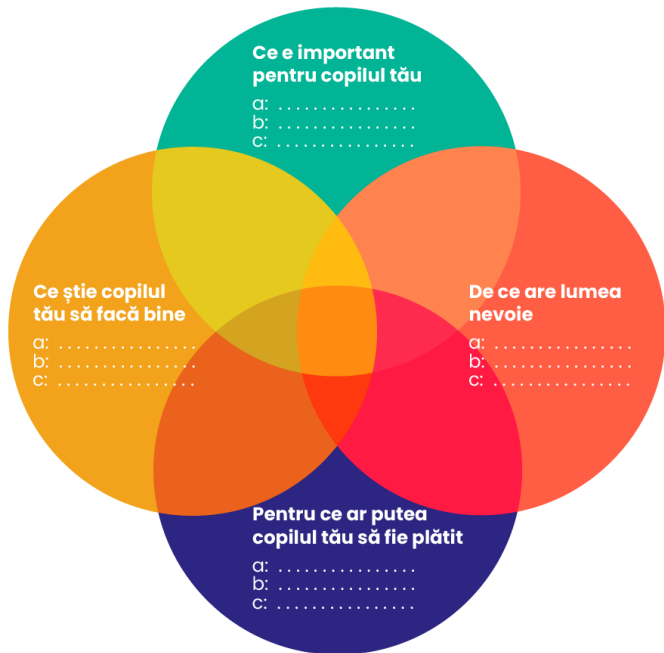 Ce e important
pentru copilul tău
a: . . . . . . . . . . . . . . . .
b: . . . . . . . . . . . . . . . .
c: . . . . . . . . . . . . . . . .
Ce știe copilul
tău să facă bine
a: . . . . . . . . . . . . . . . .
b: . . . . . . . . . . . . . . . .
c: . . . . . . . . . . . . . . . .
De ce are lumea
nevoie
a: . . . . . . . . . . . . . . . .
b: . . . . . . . . . . . . . . . .
c: . . . . . . . . . . . . . . . .
Pentru ce ar putea
copilul tău să fie plătit
a: . . . . . . . . . . . . . . . .
b: . . . . . . . . . . . . . . . .
c: . . . . . . . . . . . . . . . .